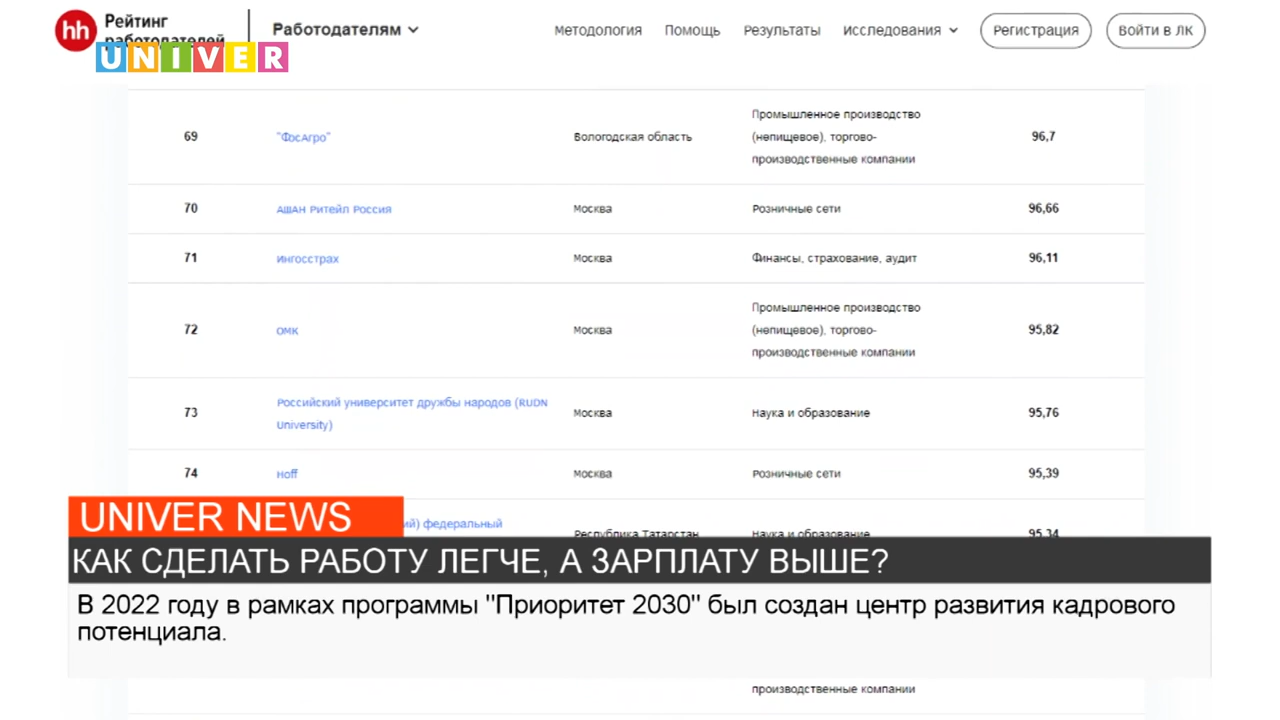 hh Рейтинг работодателей
UNIVER
Работодателям
Методология Помощь Результаты Исследования Регистрация Войти в ЛК
69 "ФосАгро" Вологодская область Промышленное производство
(непищевое), торгово-
производственные компании 96,7
70 АШАН Ритейл Россия Москва Розничные сети 96,66
71 Ингосстрах Москва Финансы, страхование, аудит 96,11
72 ОМК Москва Промышленное производство
(непищевое), торгово-
производственные компании 95,82
73 Российский университет дружбы народов (RUDN
University) Москва Наука и образование 95,76
74 Hoff Москва Розничные сети 95,39
федеральный
Республика Татарстан Наука и образование 95,34
UNIVER NEWS
КАК СДЕЛАТЬ РАБОТУ ЛЕГЧЕ, А ЗАРПЛАТУ ВЫШЕ?
В 2022 году в рамках программы "Приоритет 2030" был создан центр развития кадрового
потенциала.
производственные компании